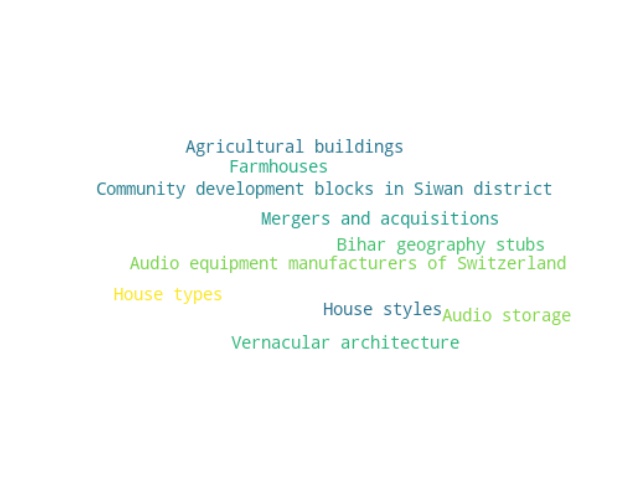 Agricultural buildings
Farmhouses
Community development blocks in Siwan district
Mergers and acquisitions
Bihar geography stubs
Audio equipment manufacturers of Switzerland
House types
House styles
Audio storage
Vernacular architecture